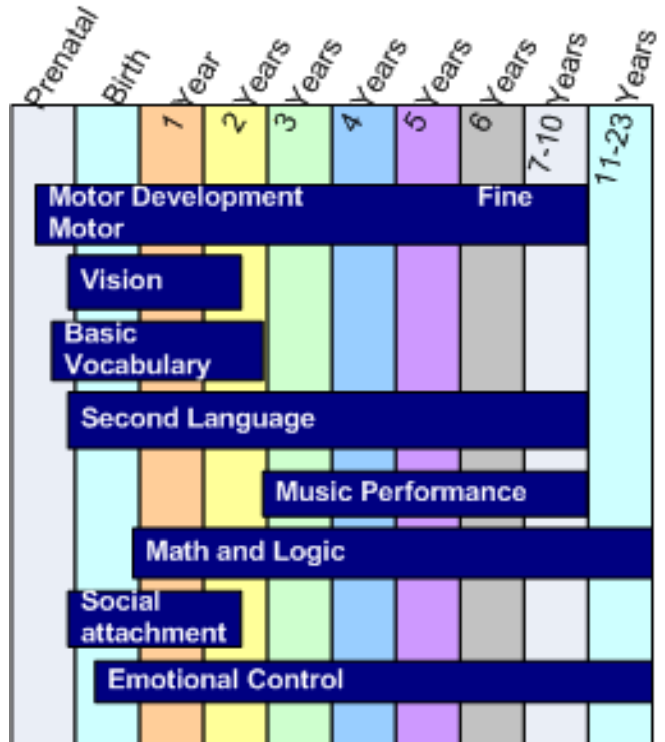 Prenatal
Birth
1 Year
2 Years
3 Years
4 Years
5 Years
6 Years
7-10 Years
11-23 Years
Motor Development Fine
Motor
Vision
Basic
Vocabulary
Second Language
Music Performance
Math and Logic
Social
attachment
Emotional Control